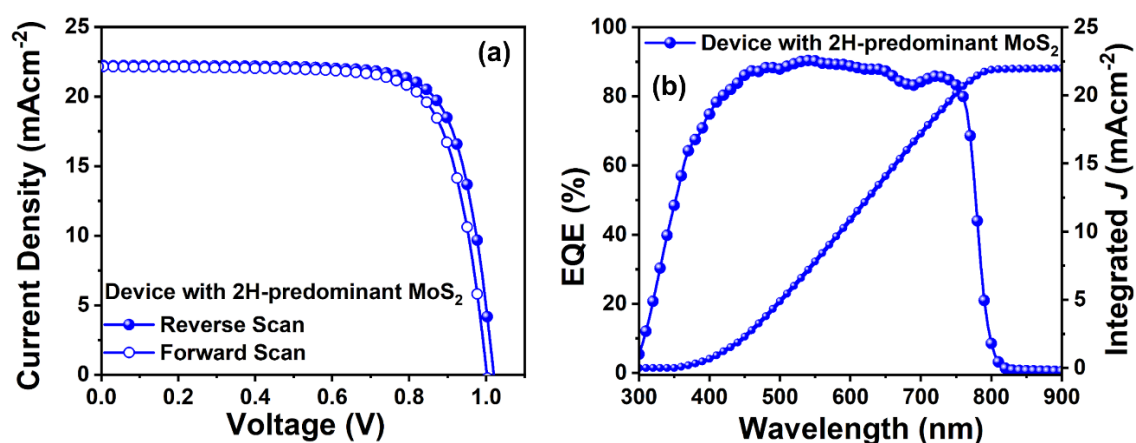 (a)
Current Density (mAcm⁻²)
25
20
15
10
5
0
Device with 2H-predominant MoS₂
Reverse Scan
Forward Scan
0.0 0.2 0.4 0.6 0.8 1.0
Voltage (V)
(b)
EQE (%)
100
80
60
40
20
0
Device with 2H-predominant MoS₂
25
20
15
10
5
0
Integrated J (mAcm⁻²)
300 400 500 600 700 800 900
Wavelength (nm)